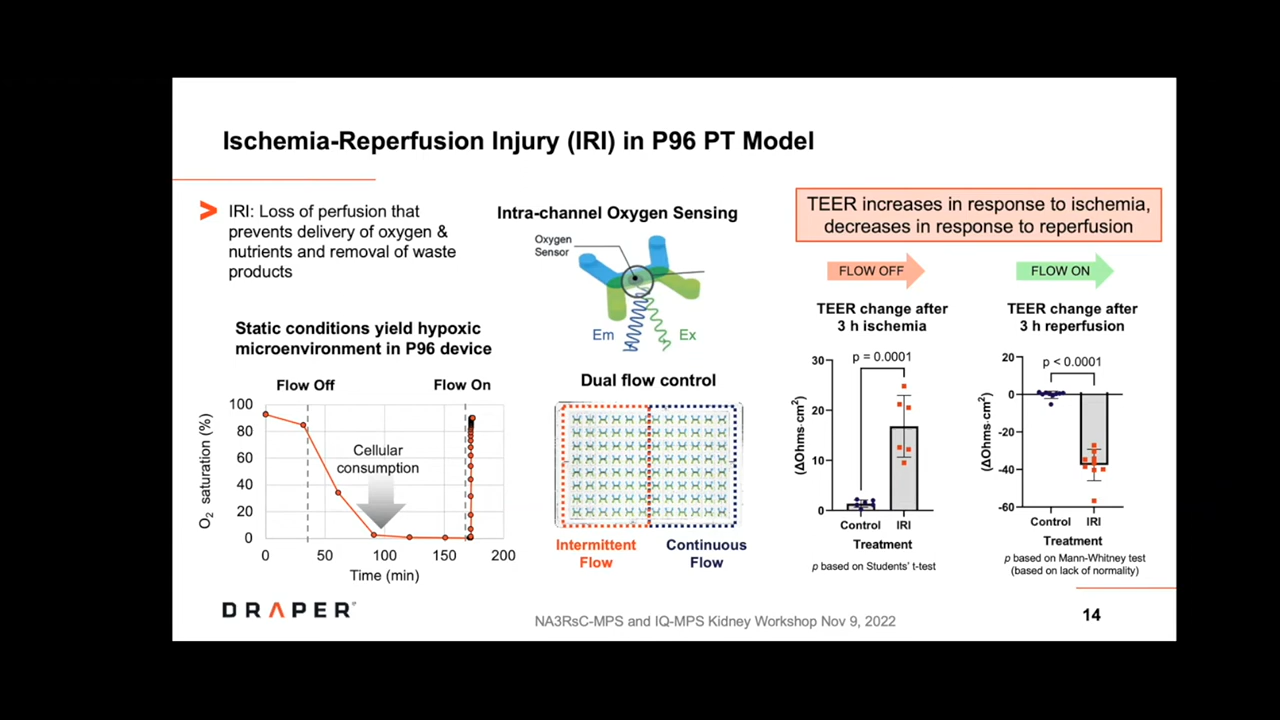 Ischemia-Reperfusion Injury (IRI) in P96 PT Model
> IRI: Loss of perfusion that
prevents delivery of oxygen &
nutrients and removal of waste
products
Static conditions yield hypoxic
microenvironment in P96 device
Flow Off
Flow On
100
80
60
40
20
0
O2 saturation (%)
Cellular
consumption
0
50
100
150
200
Time (min)
Intra-channel Oxygen Sensing
Oxygen
Sensor
Em
Ex
Dual flow control
Intermittent
Flow
Continuous
Flow
TEER increases in response to ischemia,
decreases in response to reperfusion
FLOW OFF
TEER change after
3 h ischemia
p = 0.0001
30
20
10
0
(ΔOhms·cm²)
Control
IRI
Treatment
p based on Students' t-test
FLOW ON
TEER change after
3 h reperfusion
p < 0.0001
20
0
-20
-40
-60
(ΔOhms·cm²)
Control
IRI
Treatment
p based on Mann-Whitney test
(based on lack of normality)
DRAPER
NA3RsC-MPS and IQ-MPS Kidney Workshop Nov 9, 2022
14